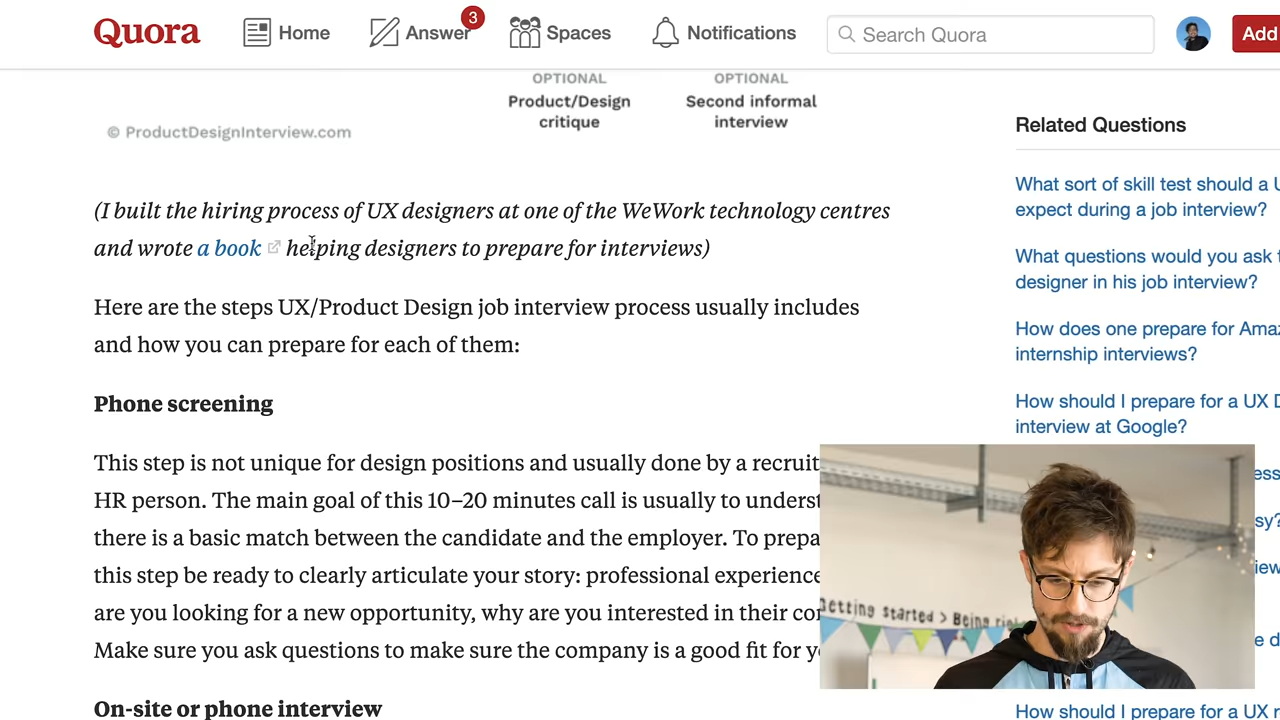 Quora
Home
Answer
3
Spaces
Notifications
Search Quora
Add
OPTIONAL
Product/Design
critique
OPTIONAL
Second informal
interview
© ProductDesignInterview.com
(I built the hiring process of UX designers at one of the WeWork technology centres
and wrote a book helping designers to prepare for interviews)
Here are the steps UX/Product Design job interview process usually includes
and how you can prepare for each of them:
Phone screening
This step is not unique for design positions and usually done by a recruit
HR person. The main goal of this 10–20 minutes call is usually to underst
there is a basic match between the candidate and the employer. To prepa
this step be ready to clearly articulate your story: professional experience
are you looking for a new opportunity, why are you interested in their co
Make sure you ask questions to make sure the company is a good fit for y
On-site or phone interview
Related Questions
What sort of skill test should a U
expect during a job interview?
What questions would you ask t
designer in his job interview?
How does one prepare for Ama
internship interviews?
How should I prepare for a UX D
interview at Google?
ess
sy?
iew
e d
How should I prepare for a UX r
Getting started > Being